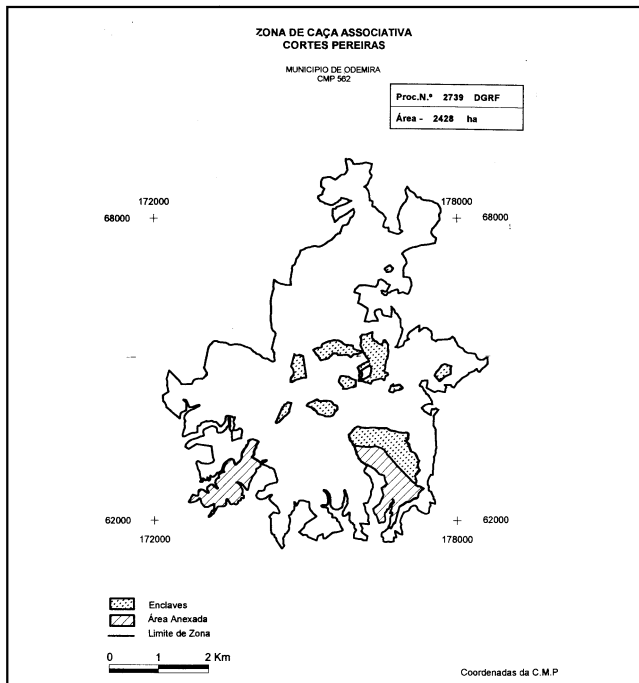 ZONA DE CAÇA ASSOCIATIVA
CORTES PEREIRAS
MUNICIPIO DE ODEMIRA
CMP 562
Proc.N.º 2739 DGRF
Área - 2428 ha
172000
178000
68000
68000
62000
62000
172000
178000
Enclaves
Área Anexada
Limite de Zona
0 1 2 Km
Coordenadas da C.M.P